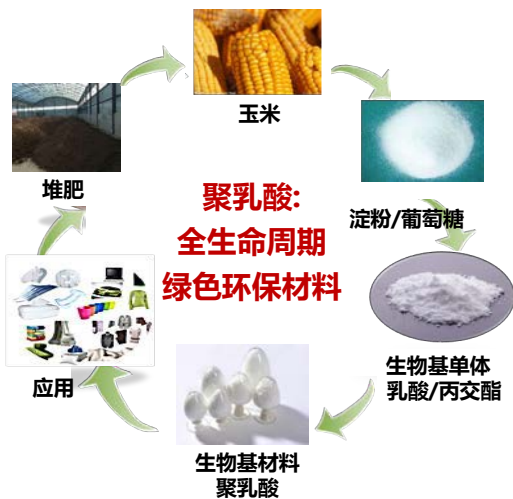 玉米
淀粉/葡萄糖
生物基单体
乳酸/丙交酯
生物基材料
聚乳酸
应用
堆肥
聚乳酸:
全生命周期
绿色环保材料